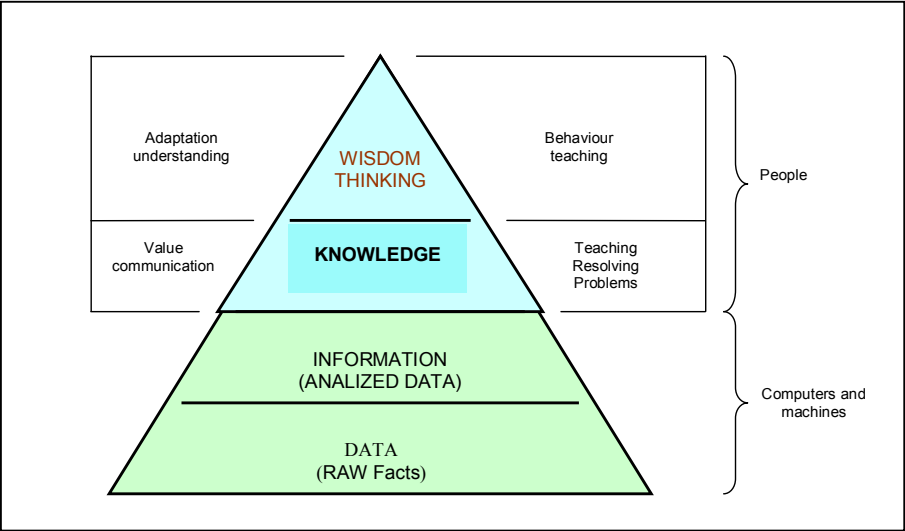 Adaptation
understanding
WISDOM
THINKING
Behaviour
teaching
People
Value
communication
KNOWLEDGE
Teaching
Resolving
Problems
INFORMATION
(ANALIZED DATA)
Computers and
machines
DATA
(RAW Facts)